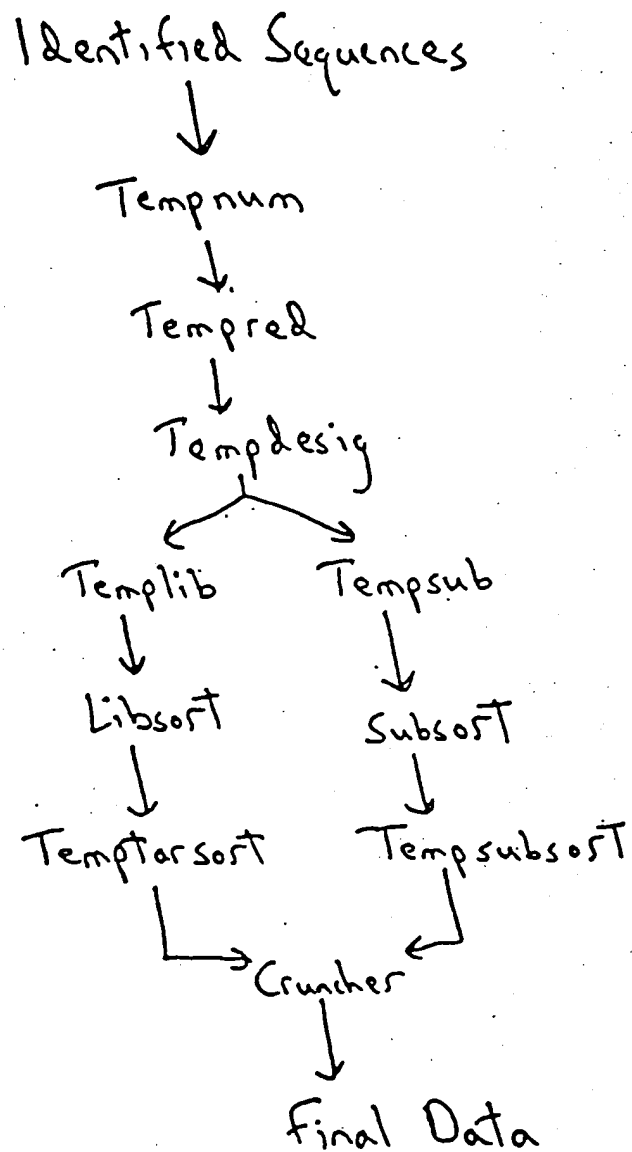 Identified Sequences
Tempnum
Tempred
Tempdesig
Templib Tempsub
Libsort Subsort
Temptarsort Tempsubsort
Cruncher
Final Data